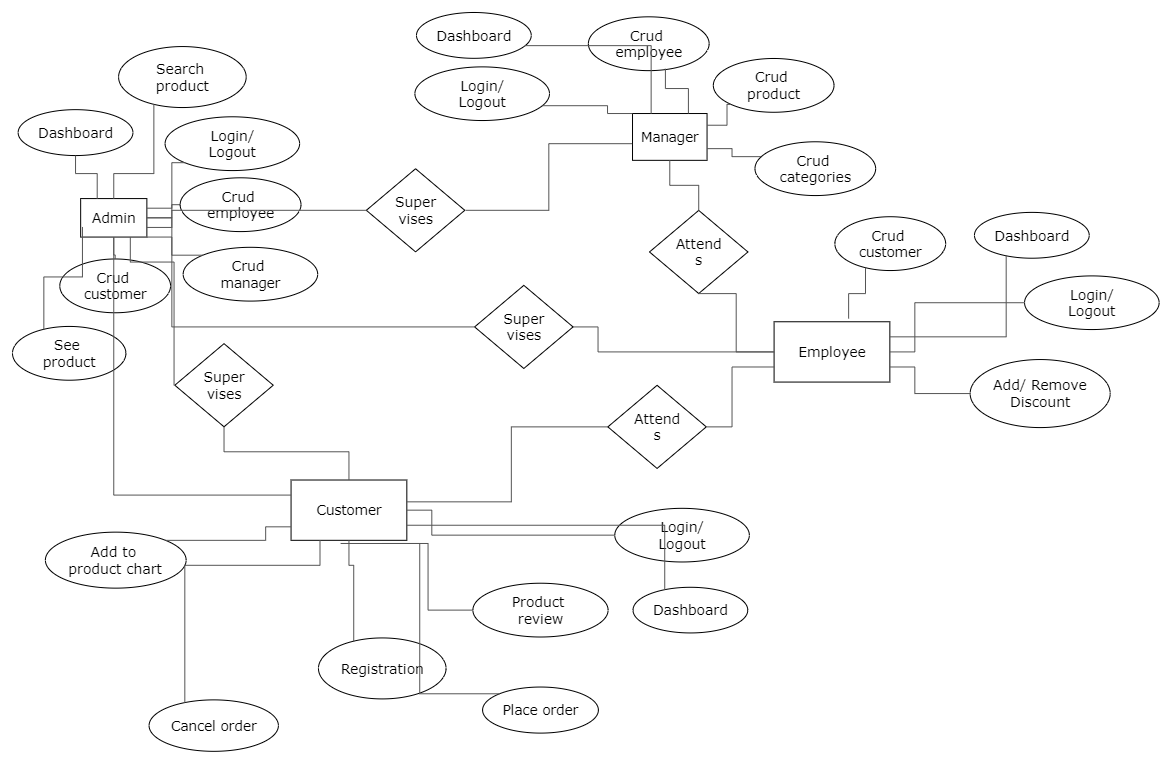 Dashboard
Crud
employee
Search
product
Crud
product
Login/
Logout
Dashboard
Login/
Logout
Manager
Crud
categories
Crud
employee
Super
vises
Admin
Attend
s
Crud
customer
Dashboard
Crud
customer
Crud
manager
Login/
Logout
Super
vises
See
product
Employee
Super
vises
Add/ Remove
Discount
Attend
s
Customer
Login/
Logout
Add to
product chart
Product
review
Dashboard
Registration
Place order
Cancel order